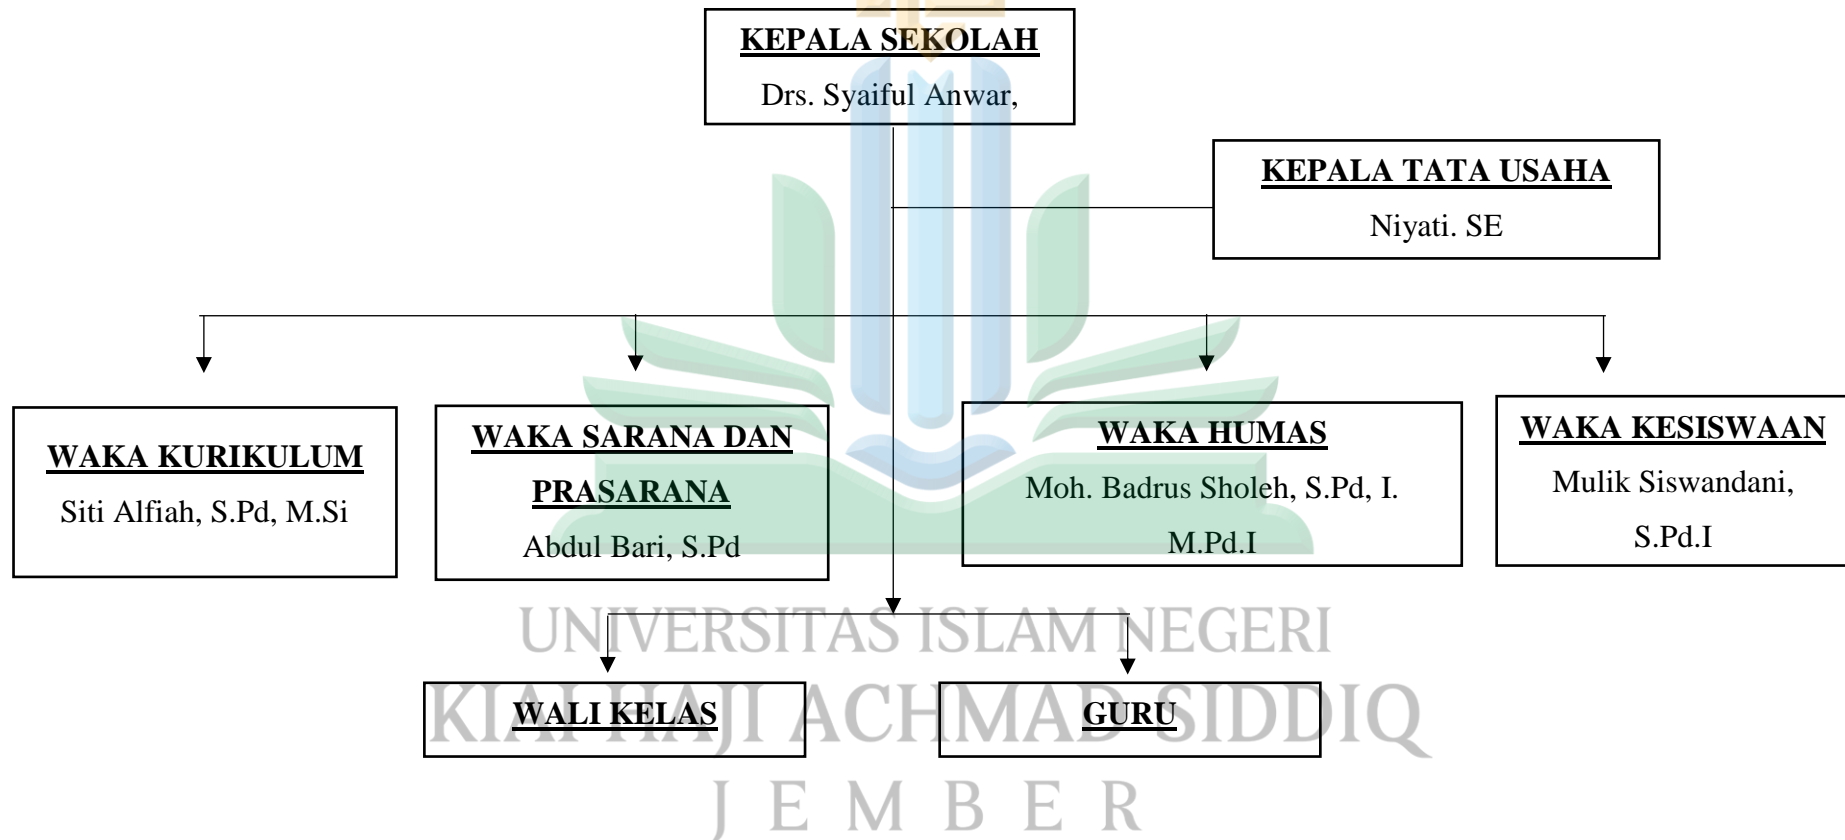 KEPALA SEKOLAH
Drs. Syaiful Anwar,
KEPALA TATA USAHA
Niyati. SE
WAKA KURIKULUM
Siti Alfiah, S.Pd, M.Si
WAKA SARANA DAN
PRASARANA
Abdul Bari, S.Pd
WAKA HUMAS
Moh. Badrus Sholeh, S.Pd, I.
M.Pd.I
WAKA KESISWAAN
Mulik Siswandani,
S.Pd.I
UNIVERSITAS ISLAM NEGERI
WALI KELAS
GURU
KIAI HAJI ACHMAD SIDDIQ
JEMBER